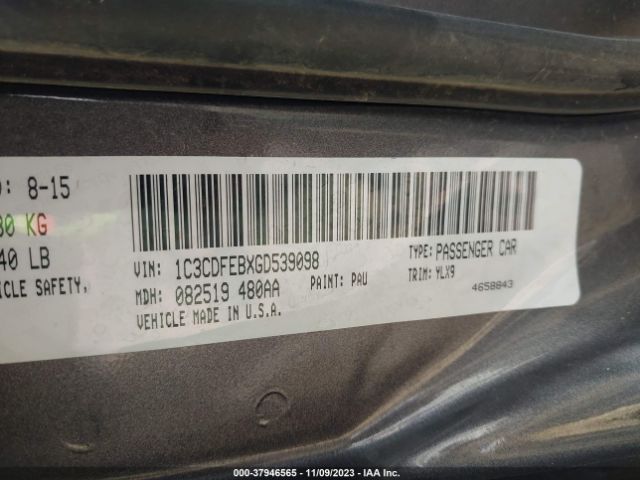 ): 8-15
80 KG
40 LB
ICLE SAFETY,
VIN: 1C3CDFEBXGD539098
TYPE: PASSENGER CAR
MDH: 082519 480AA
PAINT: PAU
TRIM: YLX9
VEHICLE MADE IN U.S.A.
4658843
000-37946565 - 11/09/2023 - IAA Inc.